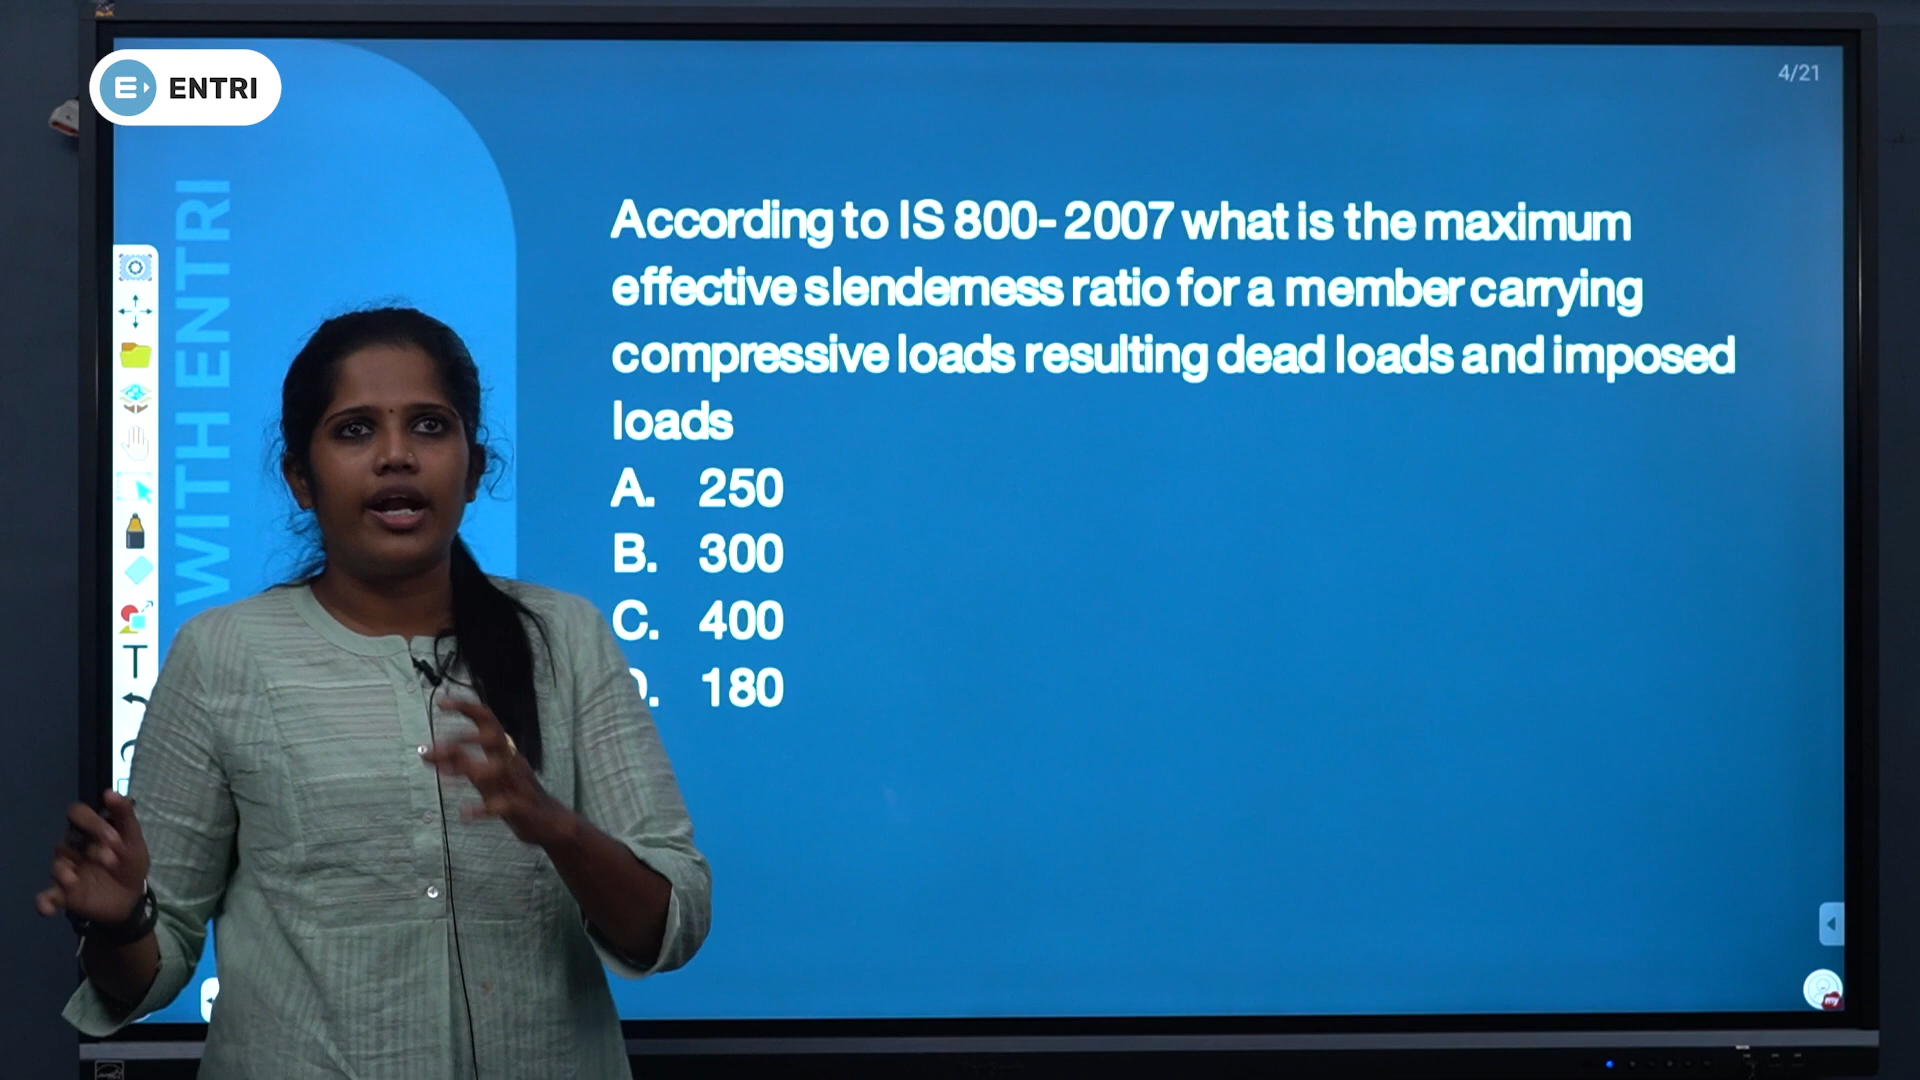 ENTRI
4/21
WITH ENTRI
According to IS 800- 2007 what is the maximum
effective slenderness ratio for a member carrying
compressive loads resulting dead loads and imposed
loads
A. 250
B. 300
C. 400
D. 180
T
my